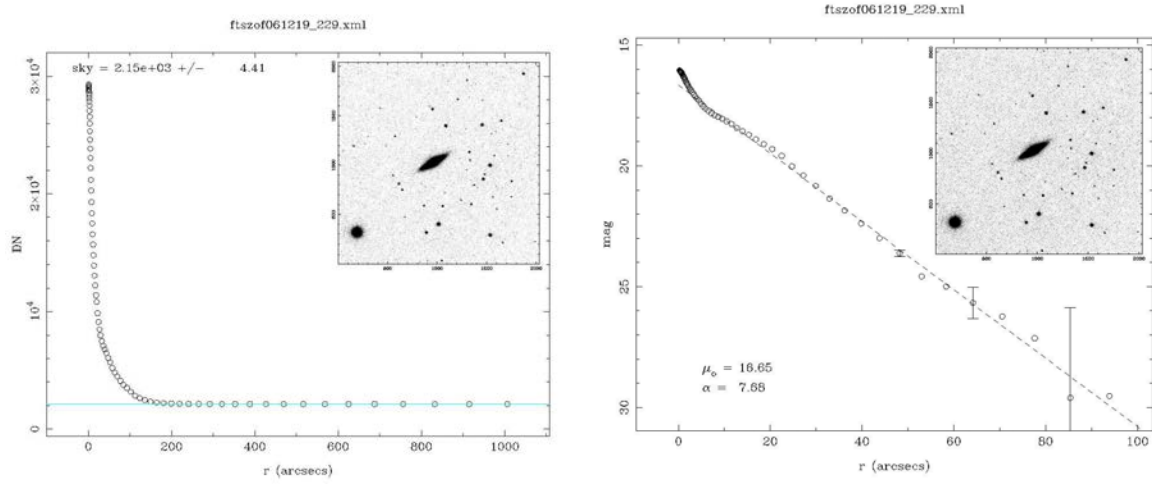 ftszof061219_229.xml
sky = 2.15e+03 +/- 4.41
3×10⁴
2×10⁴
10⁴
0
DN
0 200 400 600 800 1000
r (arcsecs)
ftszof061219_229.xml
15
20
25
30
mag
μₒ = 16.65
α = 7.68
0 20 40 60 80 100
r (arcsecs)